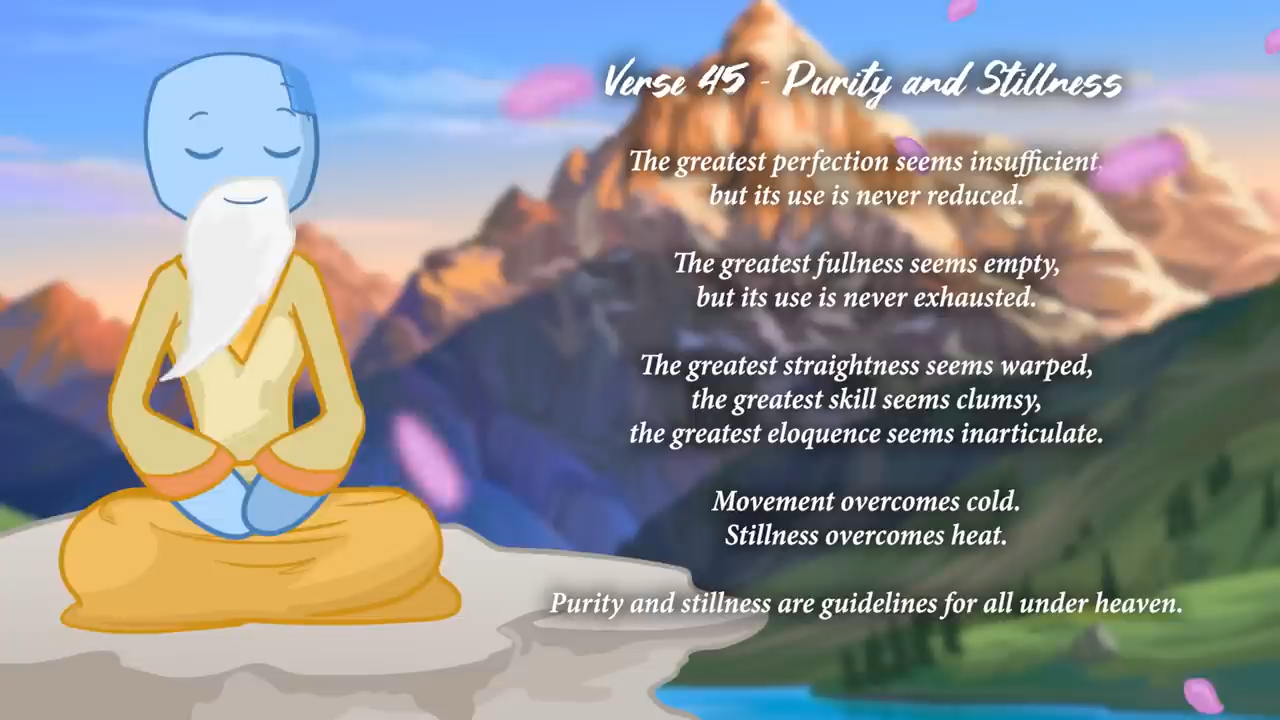 Verse 45 - Purity and Stillness
The greatest perfection seems insufficient,
but its use is never reduced.
The greatest fullness seems empty,
but its use is never exhausted.
The greatest straightness seems warped,
the greatest skill seems clumsy,
the greatest eloquence seems inarticulate.
Movement overcomes cold.
Stillness overcomes heat.
Purity and stillness are guidelines for all under heaven.